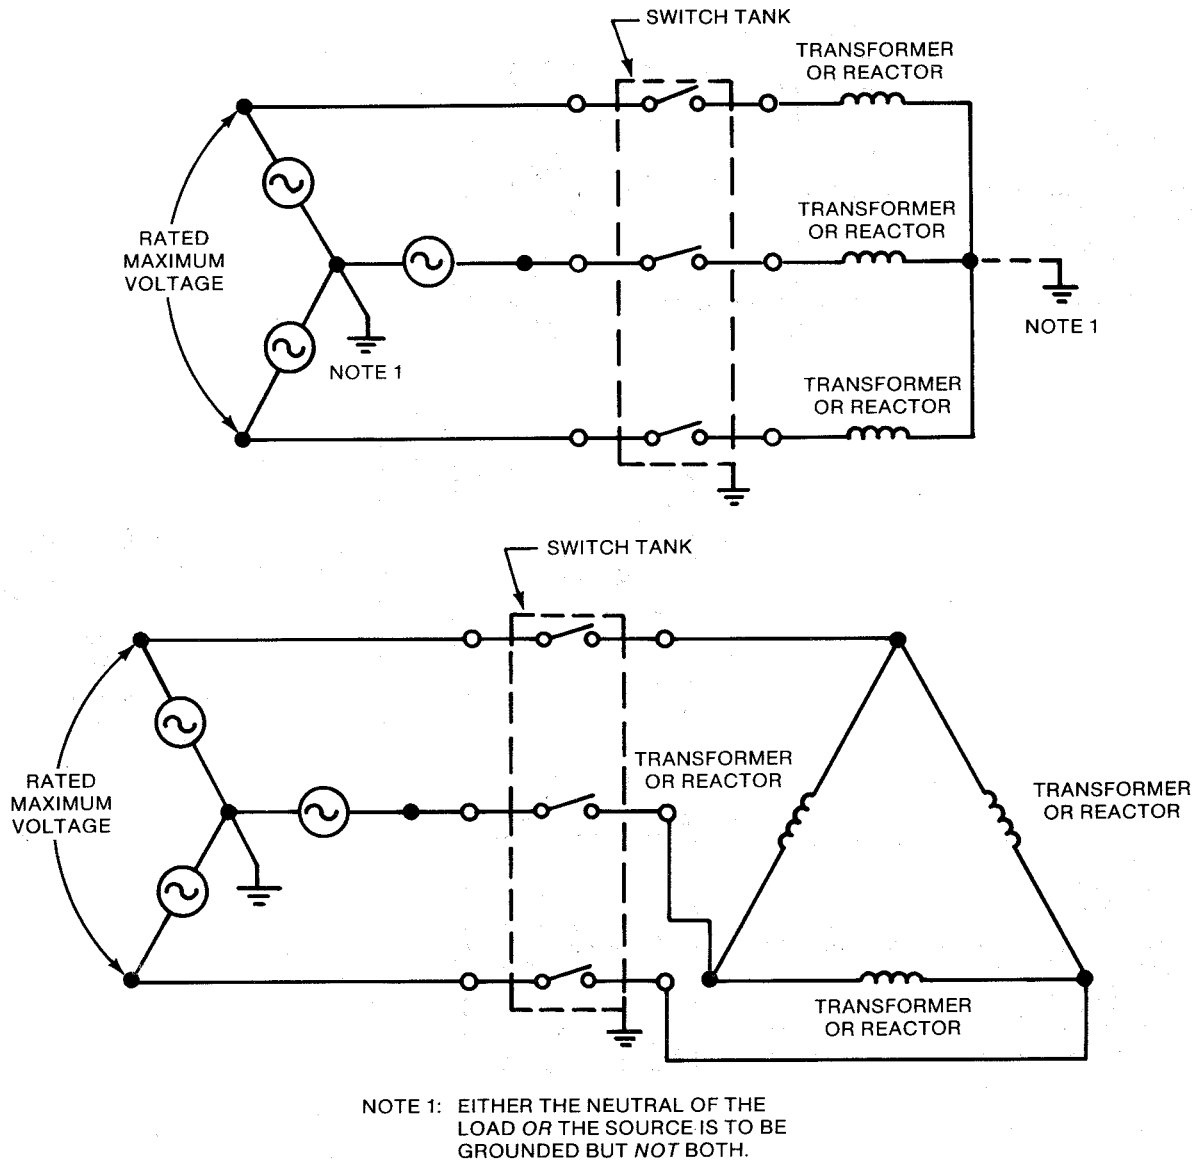 SWITCH TANK
TRANSFORMER
OR REACTOR
TRANSFORMER
OR REACTOR
RATED
MAXIMUM
VOLTAGE
NOTE 1
NOTE 1
TRANSFORMER
OR REACTOR
SWITCH TANK
TRANSFORMER
OR REACTOR
RATED
MAXIMUM
VOLTAGE
TRANSFORMER
OR REACTOR
TRANSFORMER
OR REACTOR
NOTE 1: EITHER THE NEUTRAL OF THE
LOAD OR THE SOURCE IS TO BE
GROUNDED BUT NOT BOTH.